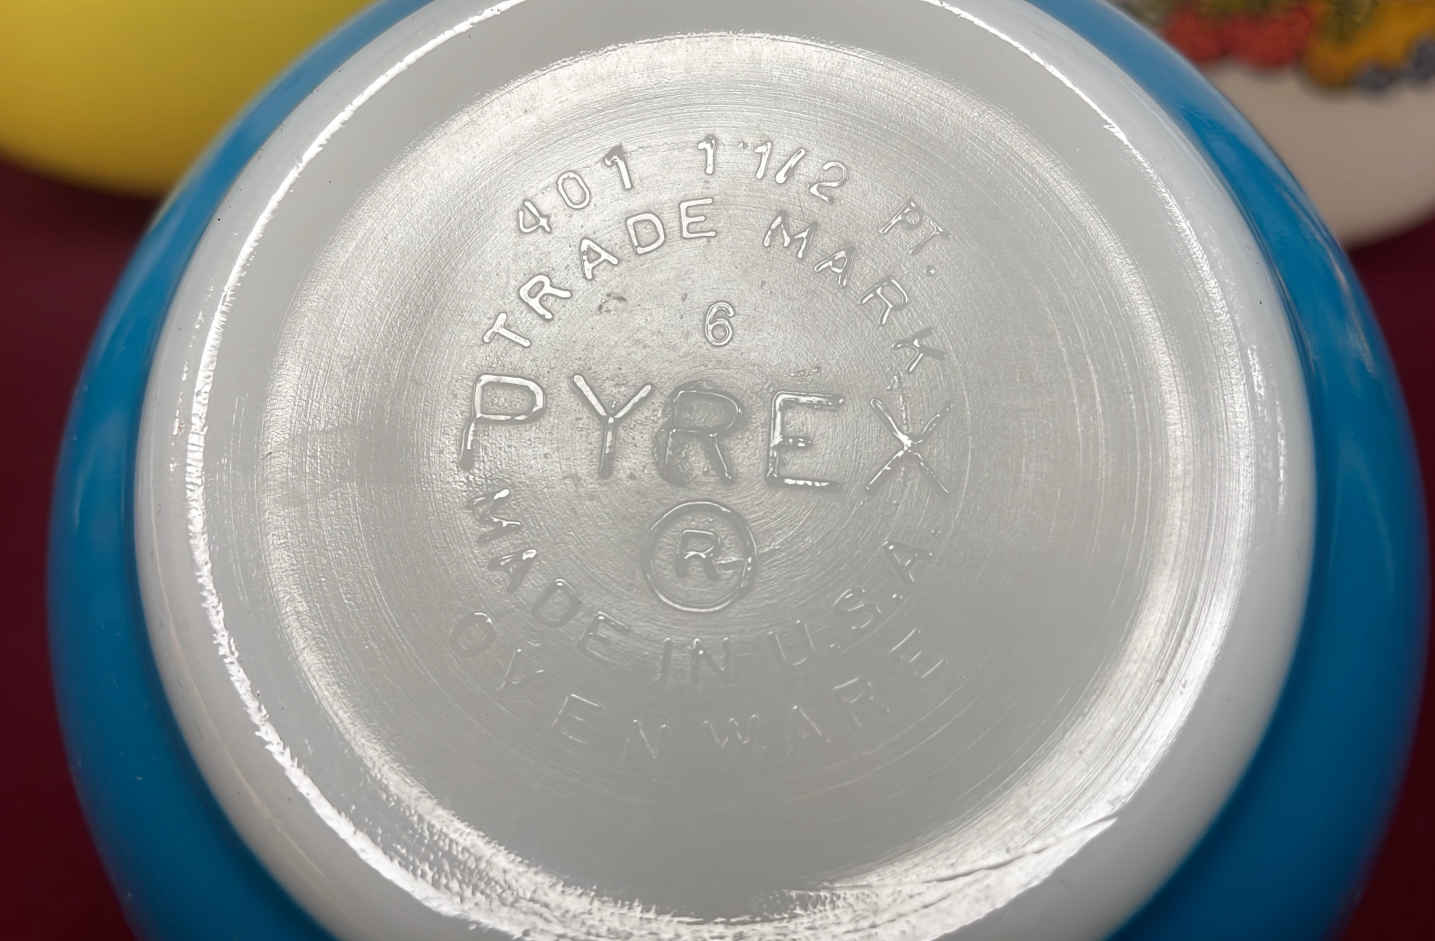 401 1 1/2 PT.
TRADE MARK
6
PYREX
®
MADE IN U.S.A.
OVENWARE